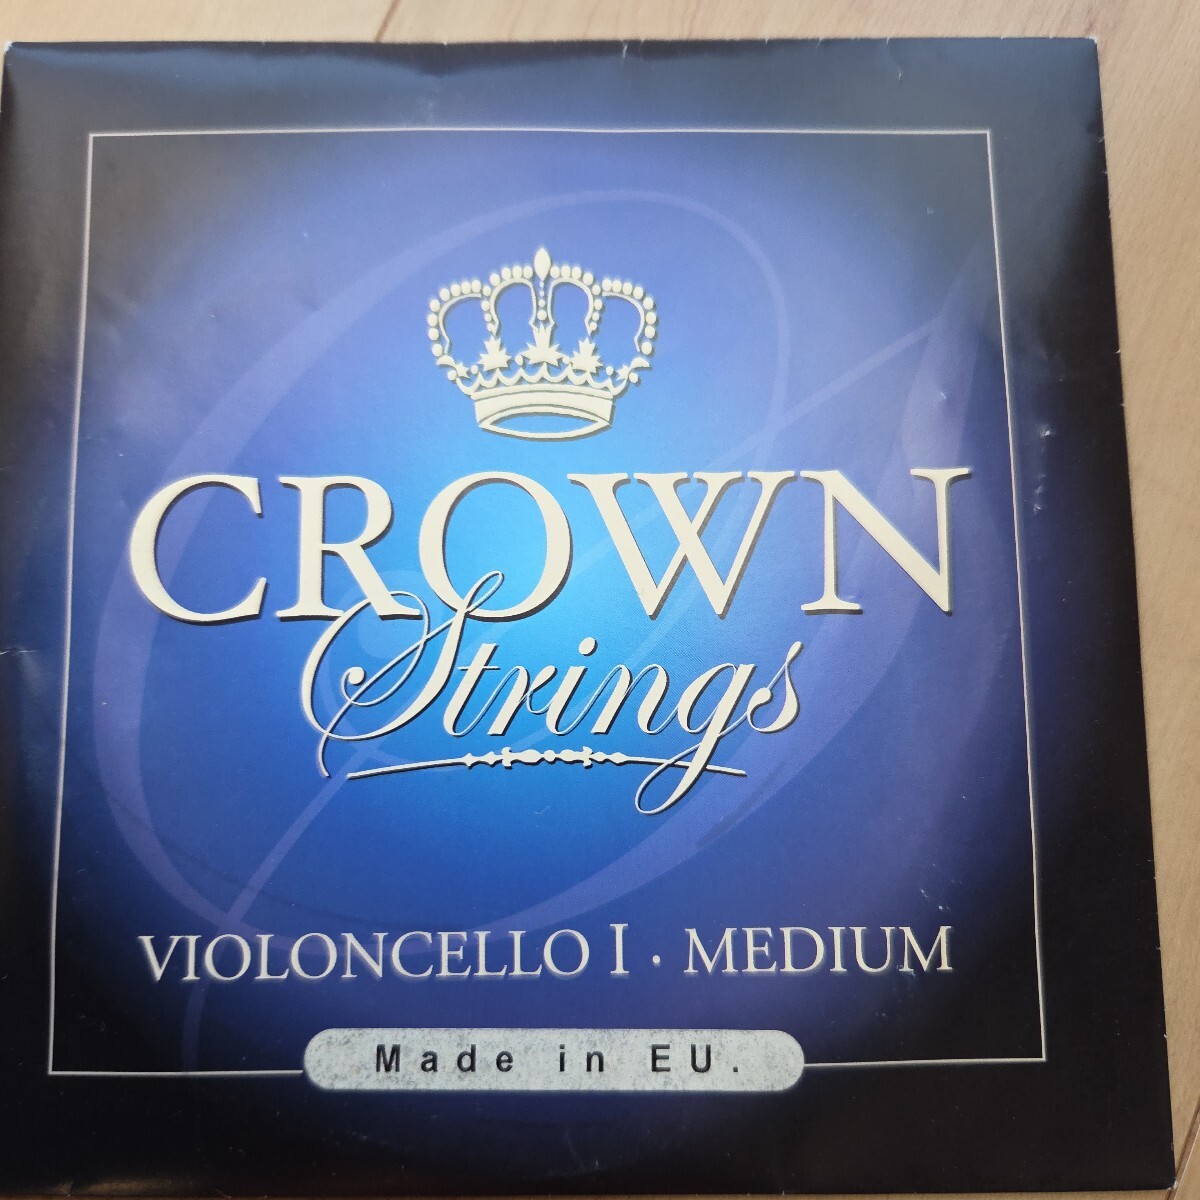 CROWN
Strings
VIOLONCELLO I · MEDIUM
Made in EU.